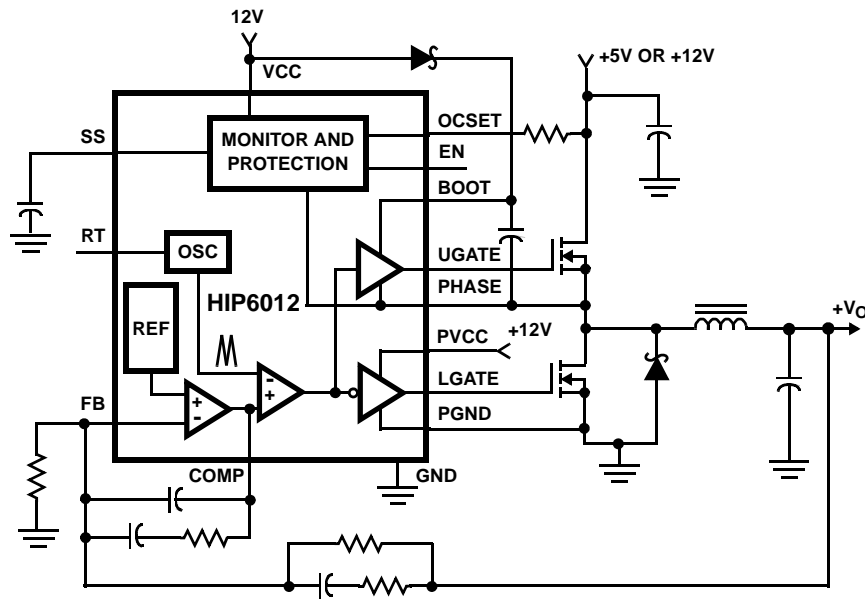 12V
VCC
+5V OR +12V
SS
MONITOR AND
PROTECTION
OCSET
EN
BOOT
RT
OSC
UGATE
PHASE
HIP6012
REF
+12V
PVCC
+VO
LGATE
FB
PGND
COMP
GND
+
-
-
+